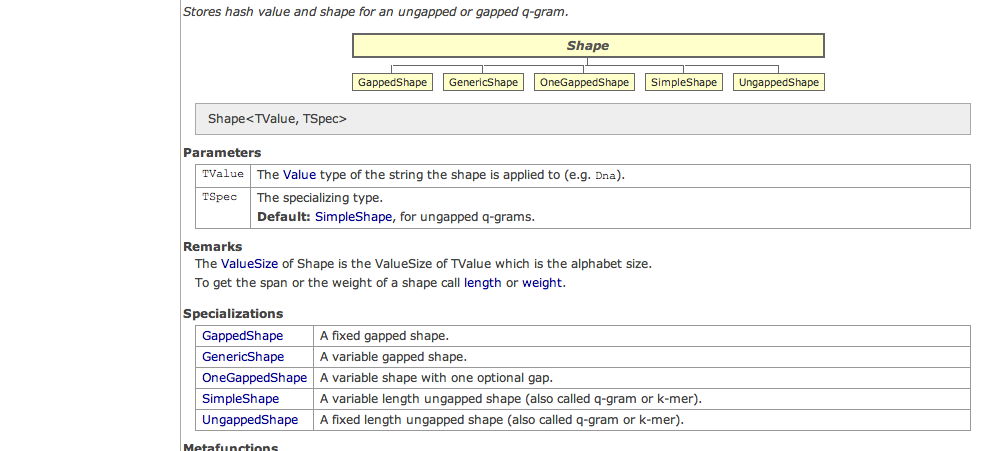 Stores hash value and shape for an ungapped or gapped q-gram.
Shape
GappedShape GenericShape OneGappedShape SimpleShape UngappedShape
Shape<TValue, TSpec>
Parameters
TValue The Value type of the string the shape is applied to (e.g. Dna).
TSpec The specializing type.
Default: SimpleShape, for ungapped q-grams.
Remarks
The ValueSize of Shape is the ValueSize of TValue which is the alphabet size.
To get the span or the weight of a shape call length or weight.
Specializations
GappedShape A fixed gapped shape.
GenericShape A variable gapped shape.
OneGappedShape A variable shape with one optional gap.
SimpleShape A variable length ungapped shape (also called q-gram or k-mer).
UngappedShape A fixed length ungapped shape (also called q-gram or k-mer).
Metafunctions